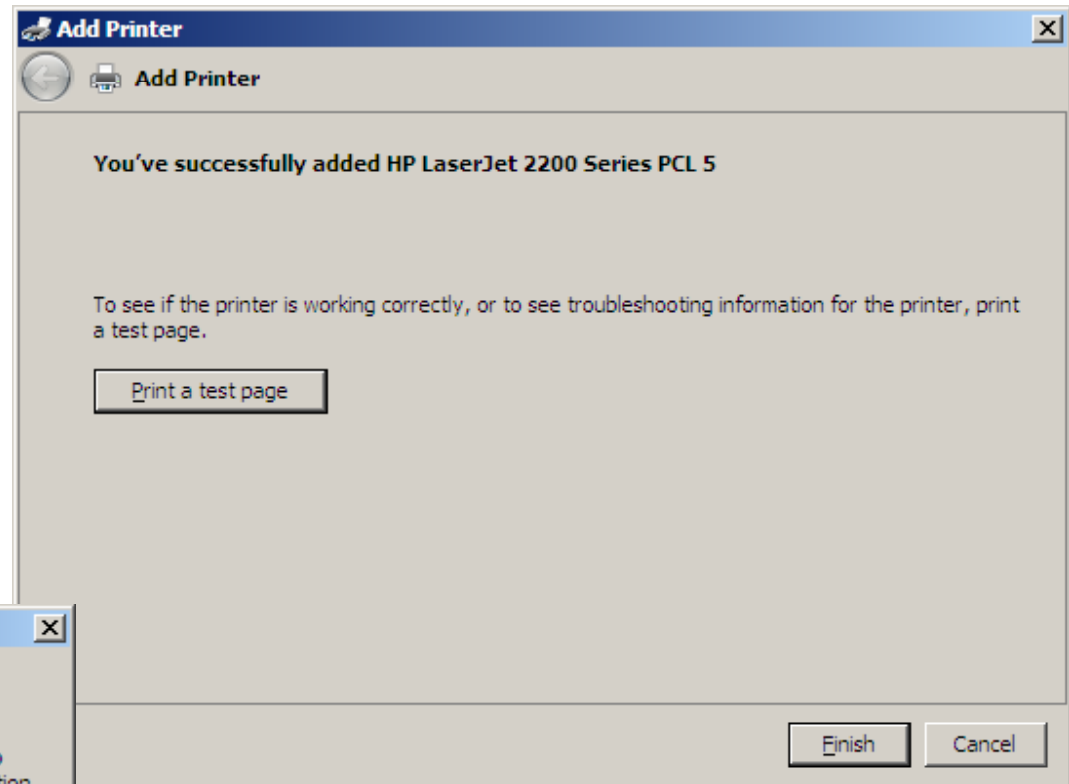 Add Printer
Add Printer
You've successfully added HP LaserJet 2200 Series PCL 5
To see if the printer is working correctly, or to see troubleshooting information for the printer, print
a test page.
Print a test page
Finish
Cancel